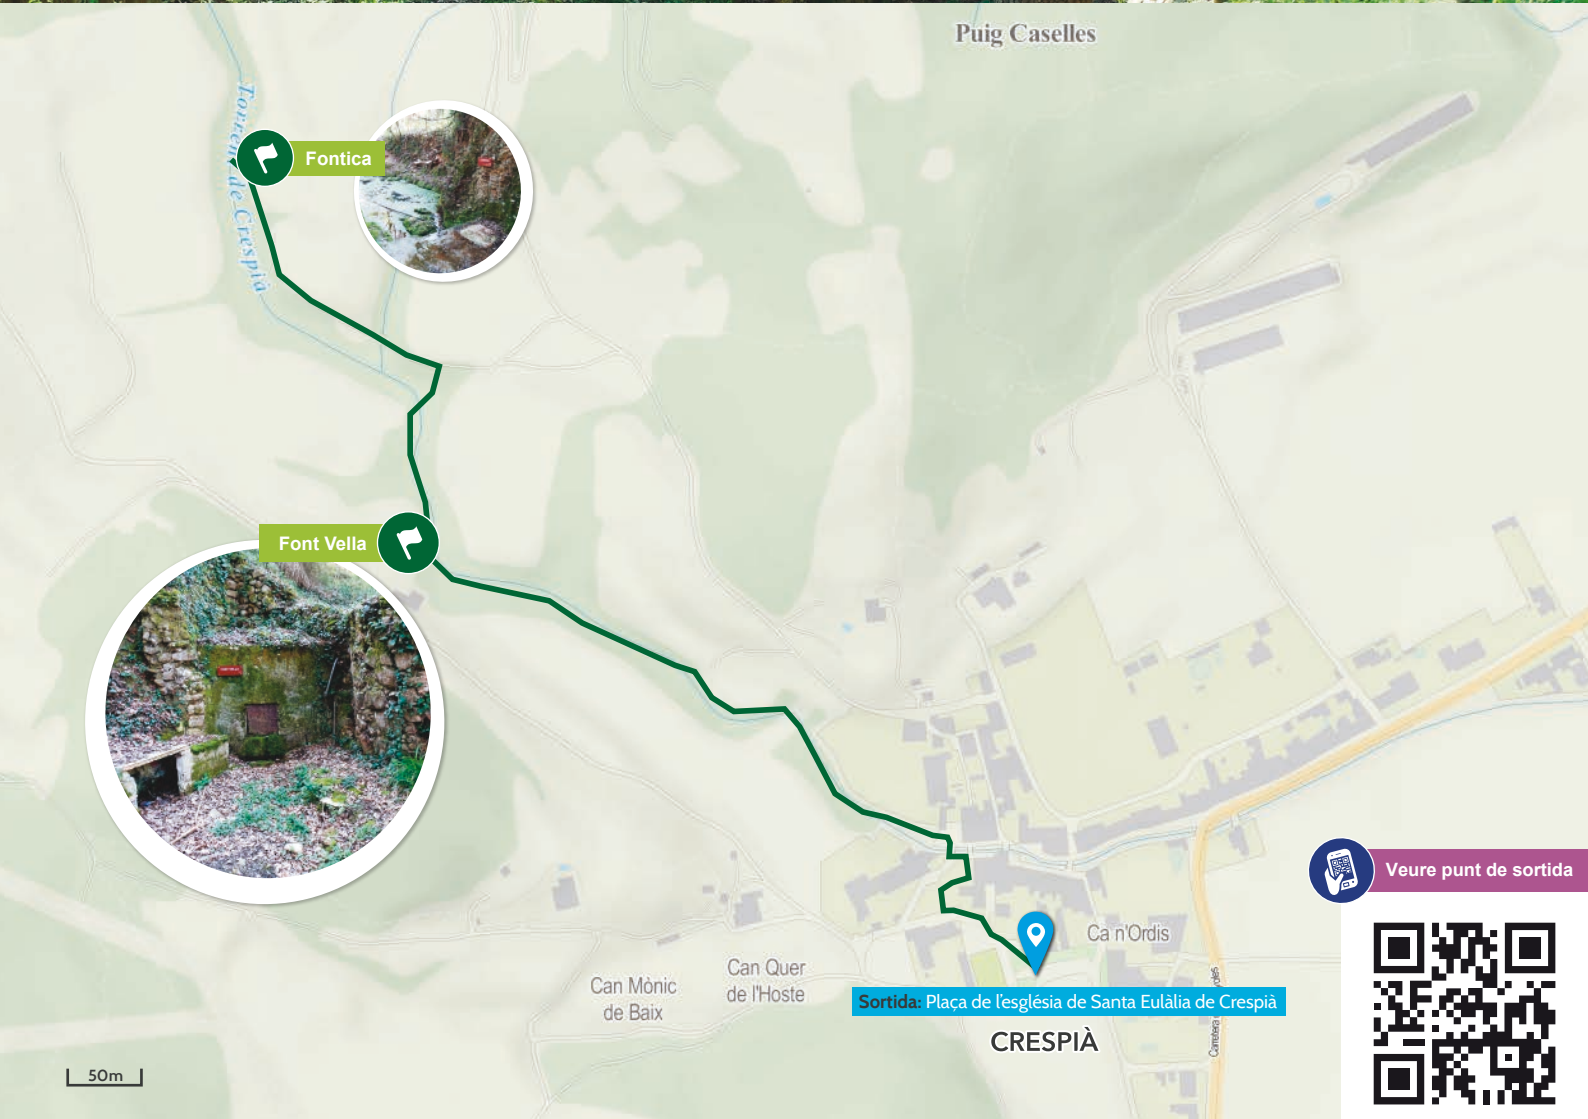 Puig Caselles
Torrent de Crespià
Fontica
Font Vella
Veure punt de sortida
Ca n'Ordis
Can Quer
de l'Hoste
Can Mònic
de Baix
Sortida: Plaça de l'església de Santa Eulàlia de Crespià
CRESPIÀ
Carretera
50m